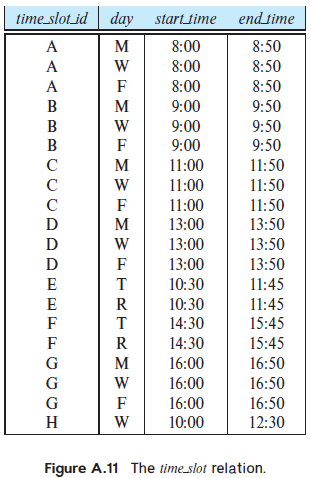 time_slot_id day start_time end_time
A M 8:00 8:50
A W 8:00 8:50
A F 8:00 8:50
B M 9:00 9:50
B W 9:00 9:50
B F 9:00 9:50
C M 11:00 11:50
C W 11:00 11:50
C F 11:00 11:50
D M 13:00 13:50
D W 13:00 13:50
D F 13:00 13:50
E T 10:30 11:45
E R 10:30 11:45
F T 14:30 15:45
F R 14:30 15:45
G M 16:00 16:50
G W 16:00 16:50
G F 16:00 16:50
H W 10:00 12:30
Figure A.11 The time_slot relation.